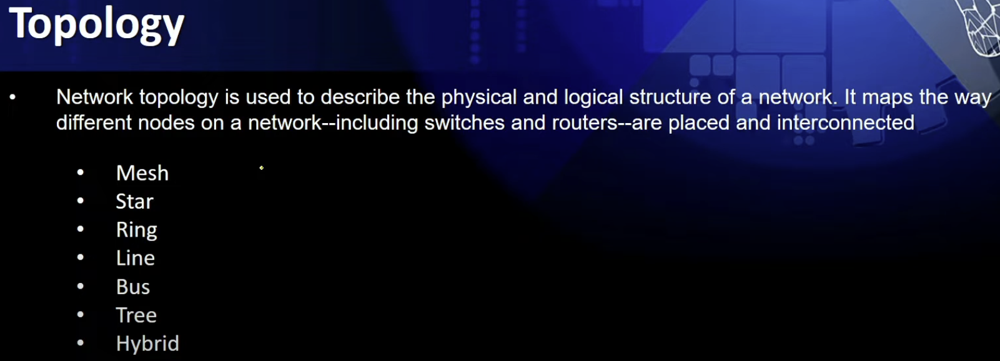 Topology
• Network topology is used to describe the physical and logical structure of a network. It maps the way
different nodes on a network--including switches and routers--are placed and interconnected
• Mesh
• Star
• Ring
• Line
• Bus
• Tree
• Hybrid